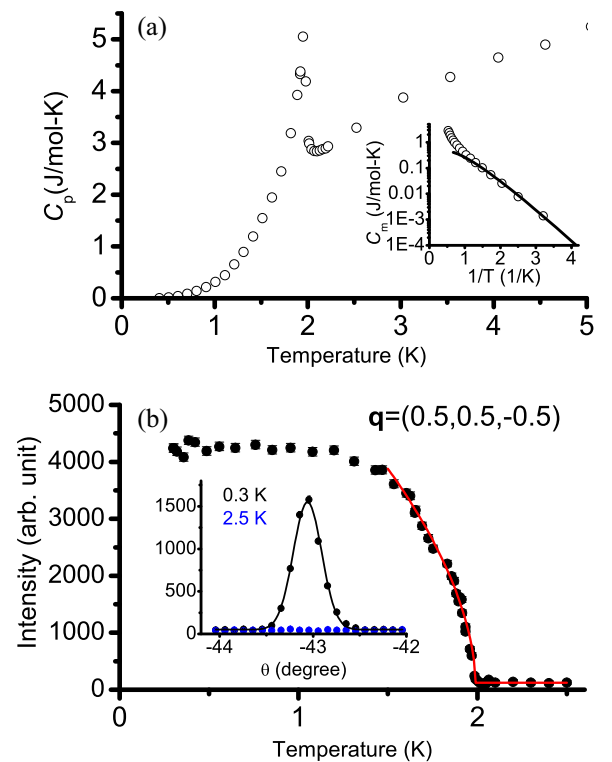 (a)
C_p(J/mol-K)
5
4
3
2
1
0
0 1 2 3 4 5
Temperature (K)
C_m (J/mol-K)
1
0.1
0.01
1E-3
1E-4
0 1 2 3 4
1/T (1/K)
(b)
q=(0.5,0.5,-0.5)
Intensity (arb. unit)
5000
4000
3000
2000
1000
0
0 1 2
Temperature (K)
0.3 K
2.5 K
1500
1000
500
0
-44 -43 -42
θ (degree)